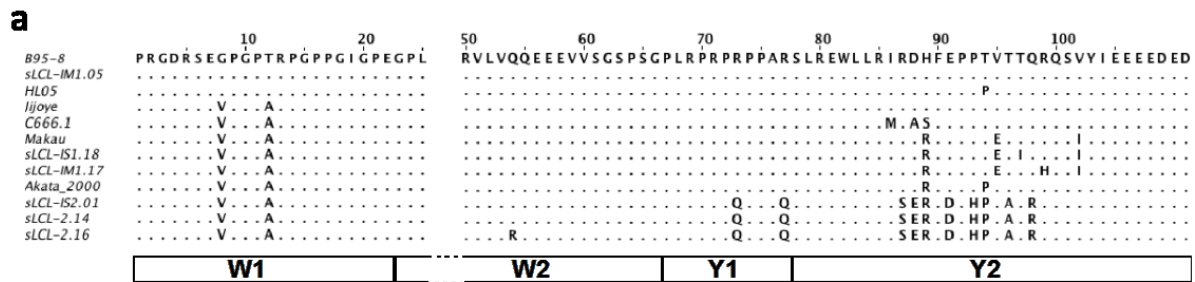 a
10 20 50 60 70 80 90 100
B95-8 PRGDRSEGPGPTRPGPPGIGPEGPL RVLVQQEEEVVSGSPSGPLRPRPRPPARSLREWLLRIRDHFEPPTVTTQRQSVYIEEEEDED
sLCL-IM1.05 ......................... ..............................................................
HL05 ......................... ............................................P.................
Jijoye .......V...A............. ..............................................................
C666.1 .......V...A............. ....................................M.AS......................
Makau .......V...A............. .......................................R.....E......I.........
sLCL-IS1.18 .......V...A............. .......................................R.....E.I....I.........
sLCL-IM1.17 .......V...A............. .......................................R.....E...H..I.........
Akata_2000 .......V...A............. .......................................R....P.................
sLCL-IS2.01 .......V...A............. .......................Q...Q.........SER.D.HP.A.R.............
sLCL-2.14 .......V...A............. .......................Q...Q.........SER.D.HP.A.R.............
sLCL-2.16 .......V...A............. ....R..................Q...Q.........SER.D.HP.A.R.............
W1 W2 Y1 Y2